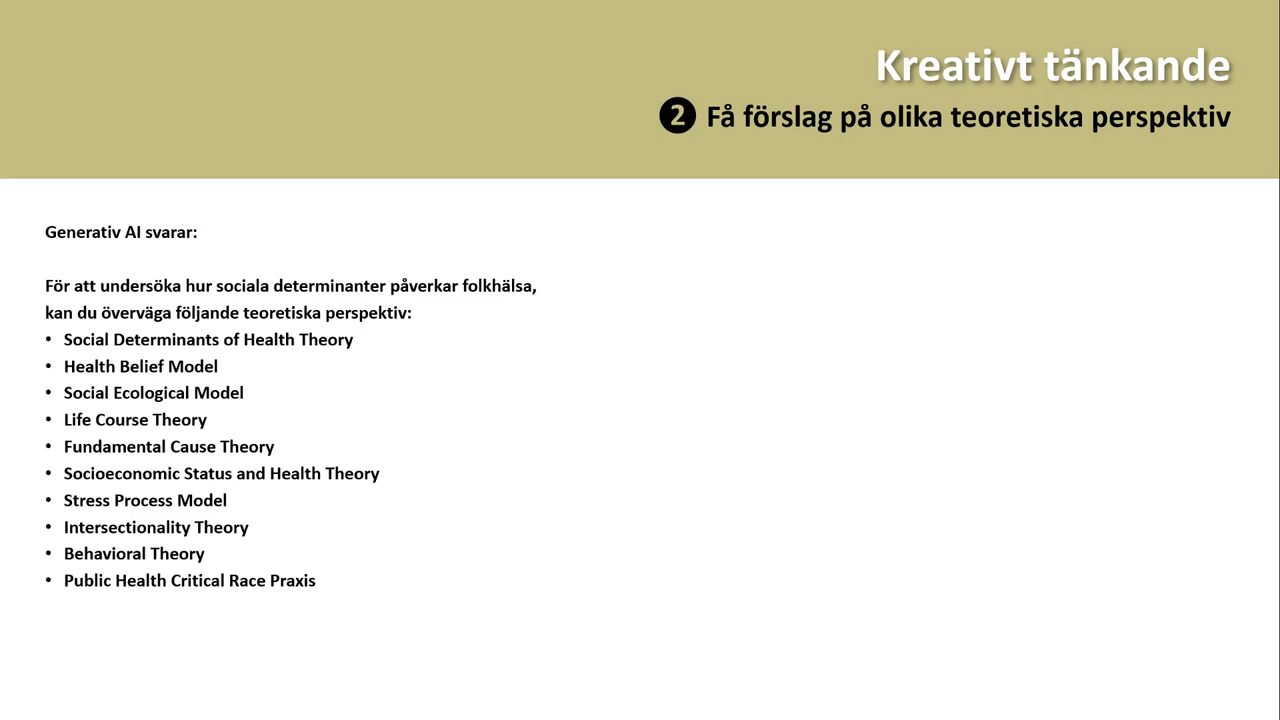 Kreativt tänkande
❷ Få förslag på olika teoretiska perspektiv
Generativ AI svarar:
För att undersöka hur sociala determinanter påverkar folkhälsa,
kan du överväga följande teoretiska perspektiv:
• Social Determinants of Health Theory
• Health Belief Model
• Social Ecological Model
• Life Course Theory
• Fundamental Cause Theory
• Socioeconomic Status and Health Theory
• Stress Process Model
• Intersectionality Theory
• Behavioral Theory
• Public Health Critical Race Praxis